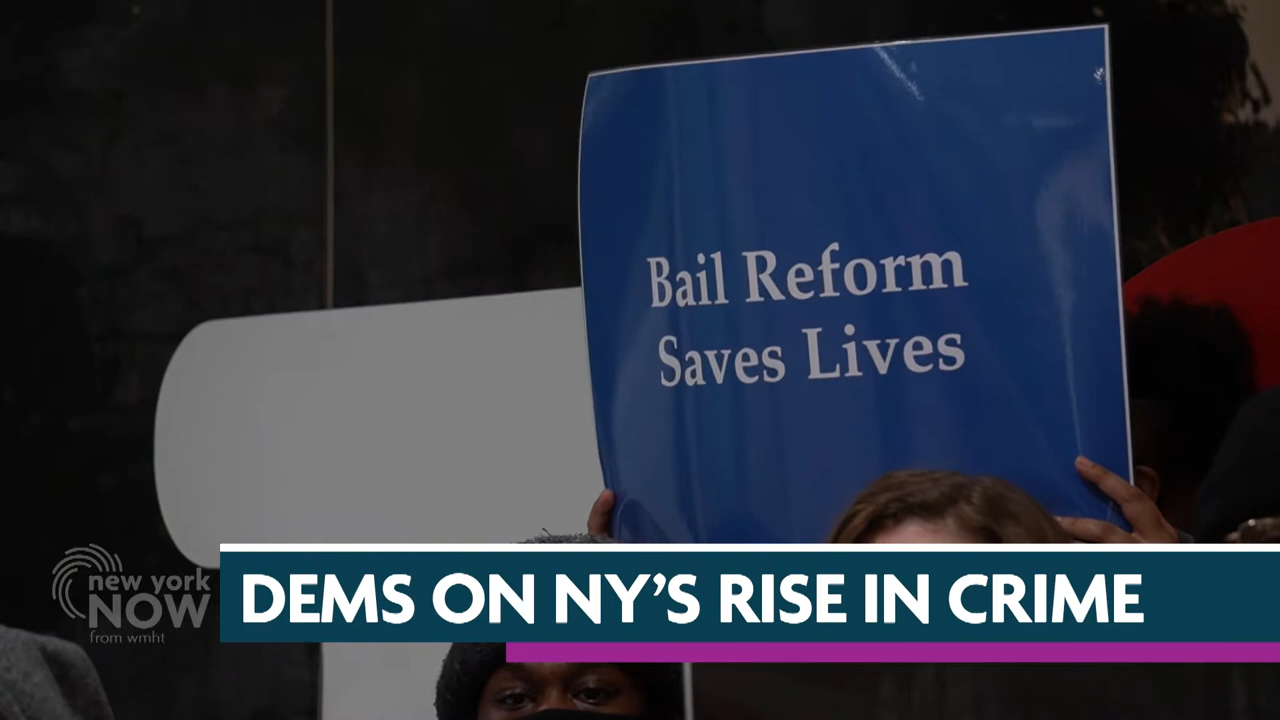 Bail Reform
Saves Lives
new york
NOW
from wmht
DEMS ON NY'S RISE IN CRIME